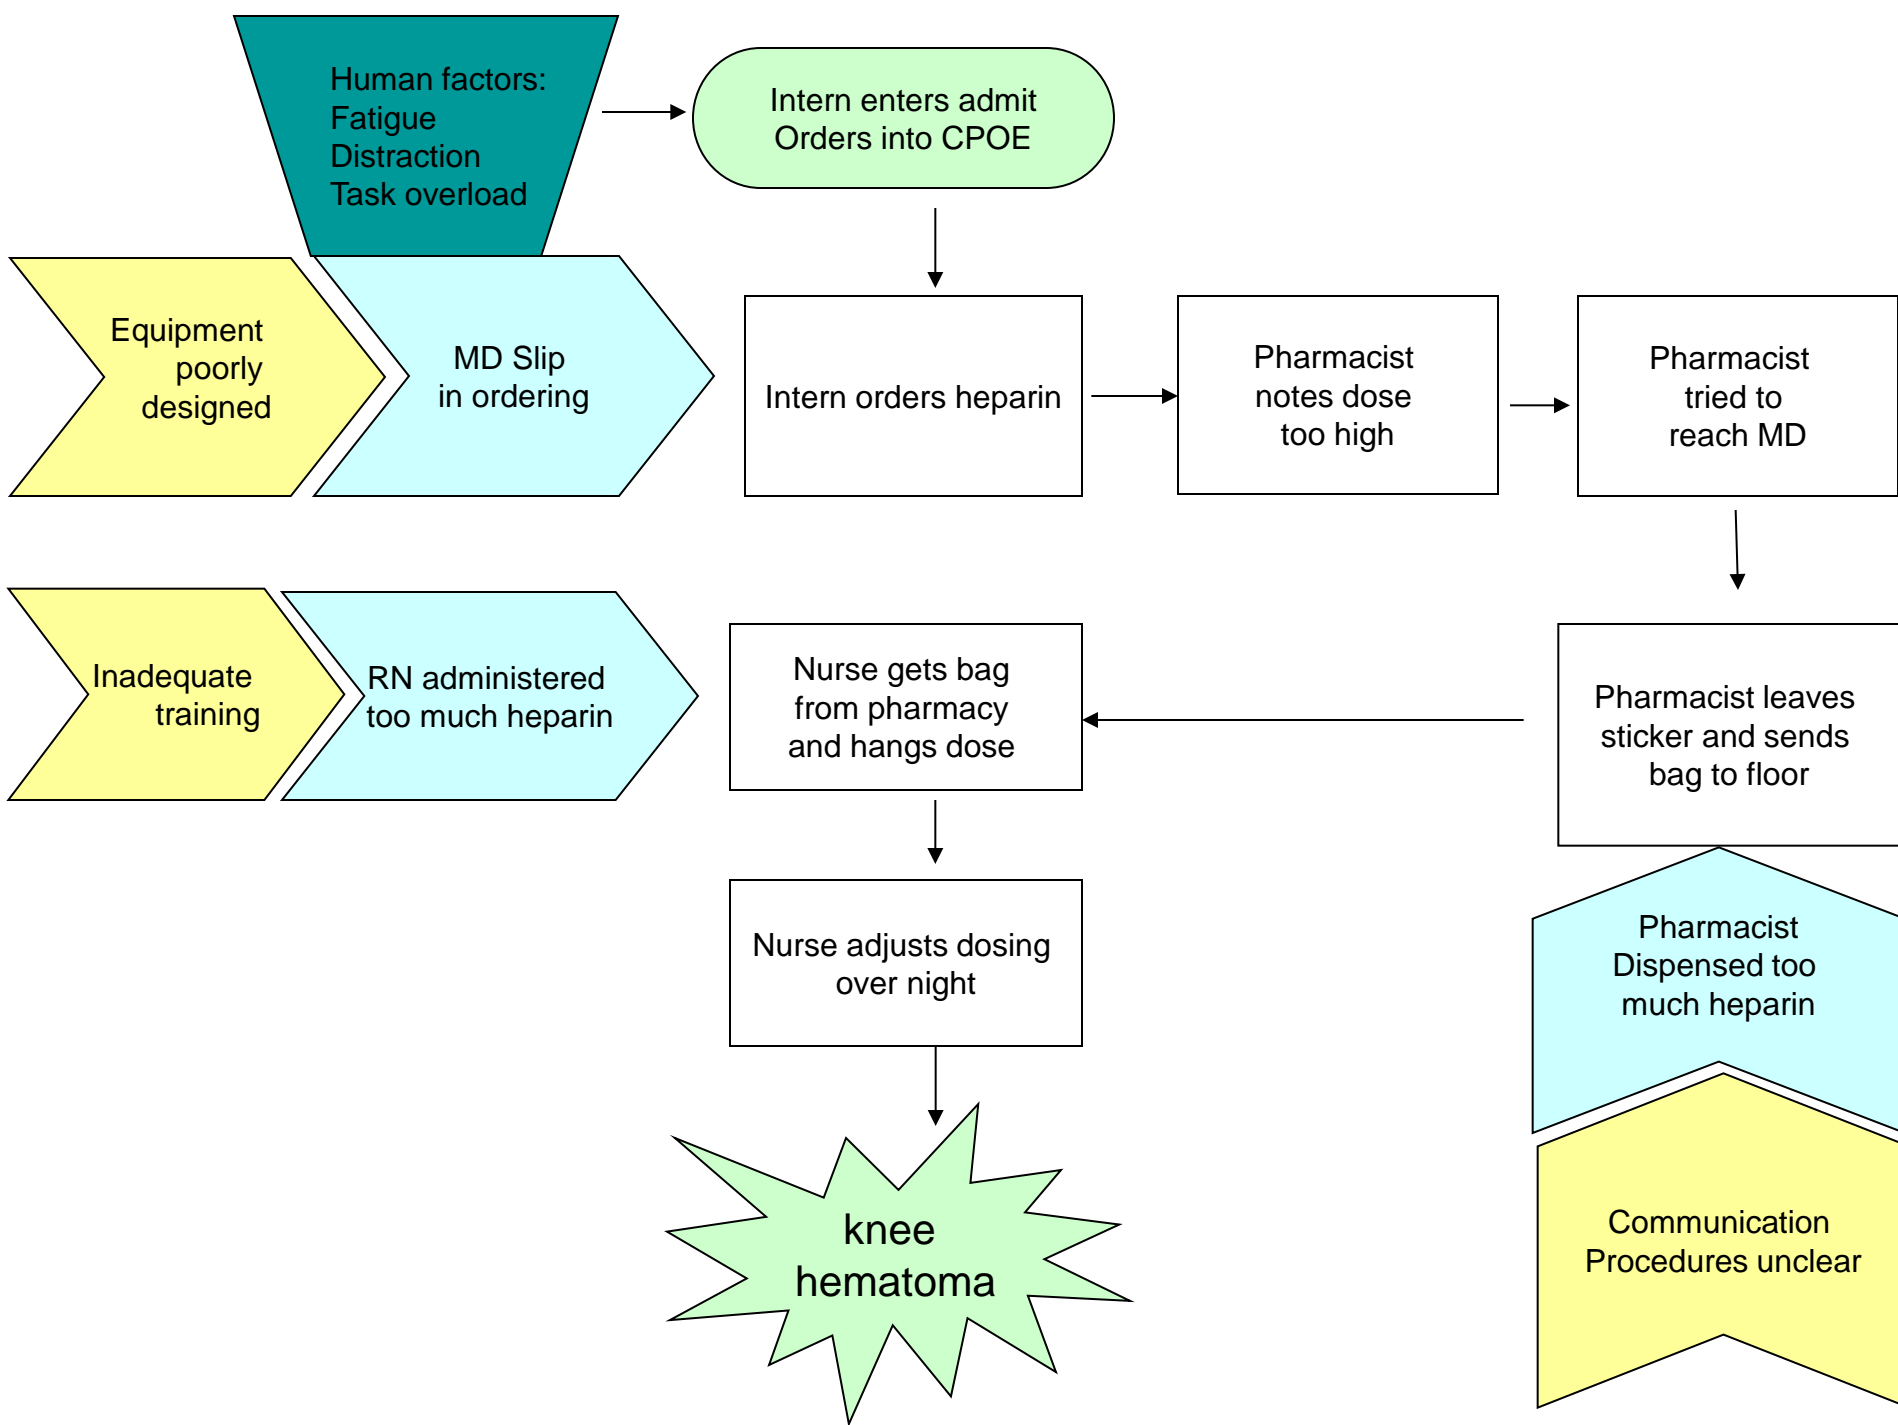 Human factors:
Fatigue
Distraction
Task overload
Intern enters admit
Orders into CPOE
Equipment
poorly
designed
MD Slip
in ordering
Intern orders heparin
Pharmacist
notes dose
too high
Pharmacist
tried to
reach MD
Inadequate
training
RN administered
too much heparin
Nurse gets bag
from pharmacy
and hangs dose
Pharmacist leaves
sticker and sends
bag to floor
Nurse adjusts dosing
over night
Pharmacist
Dispensed too
much heparin
knee
hematoma
Communication
Procedures unclear